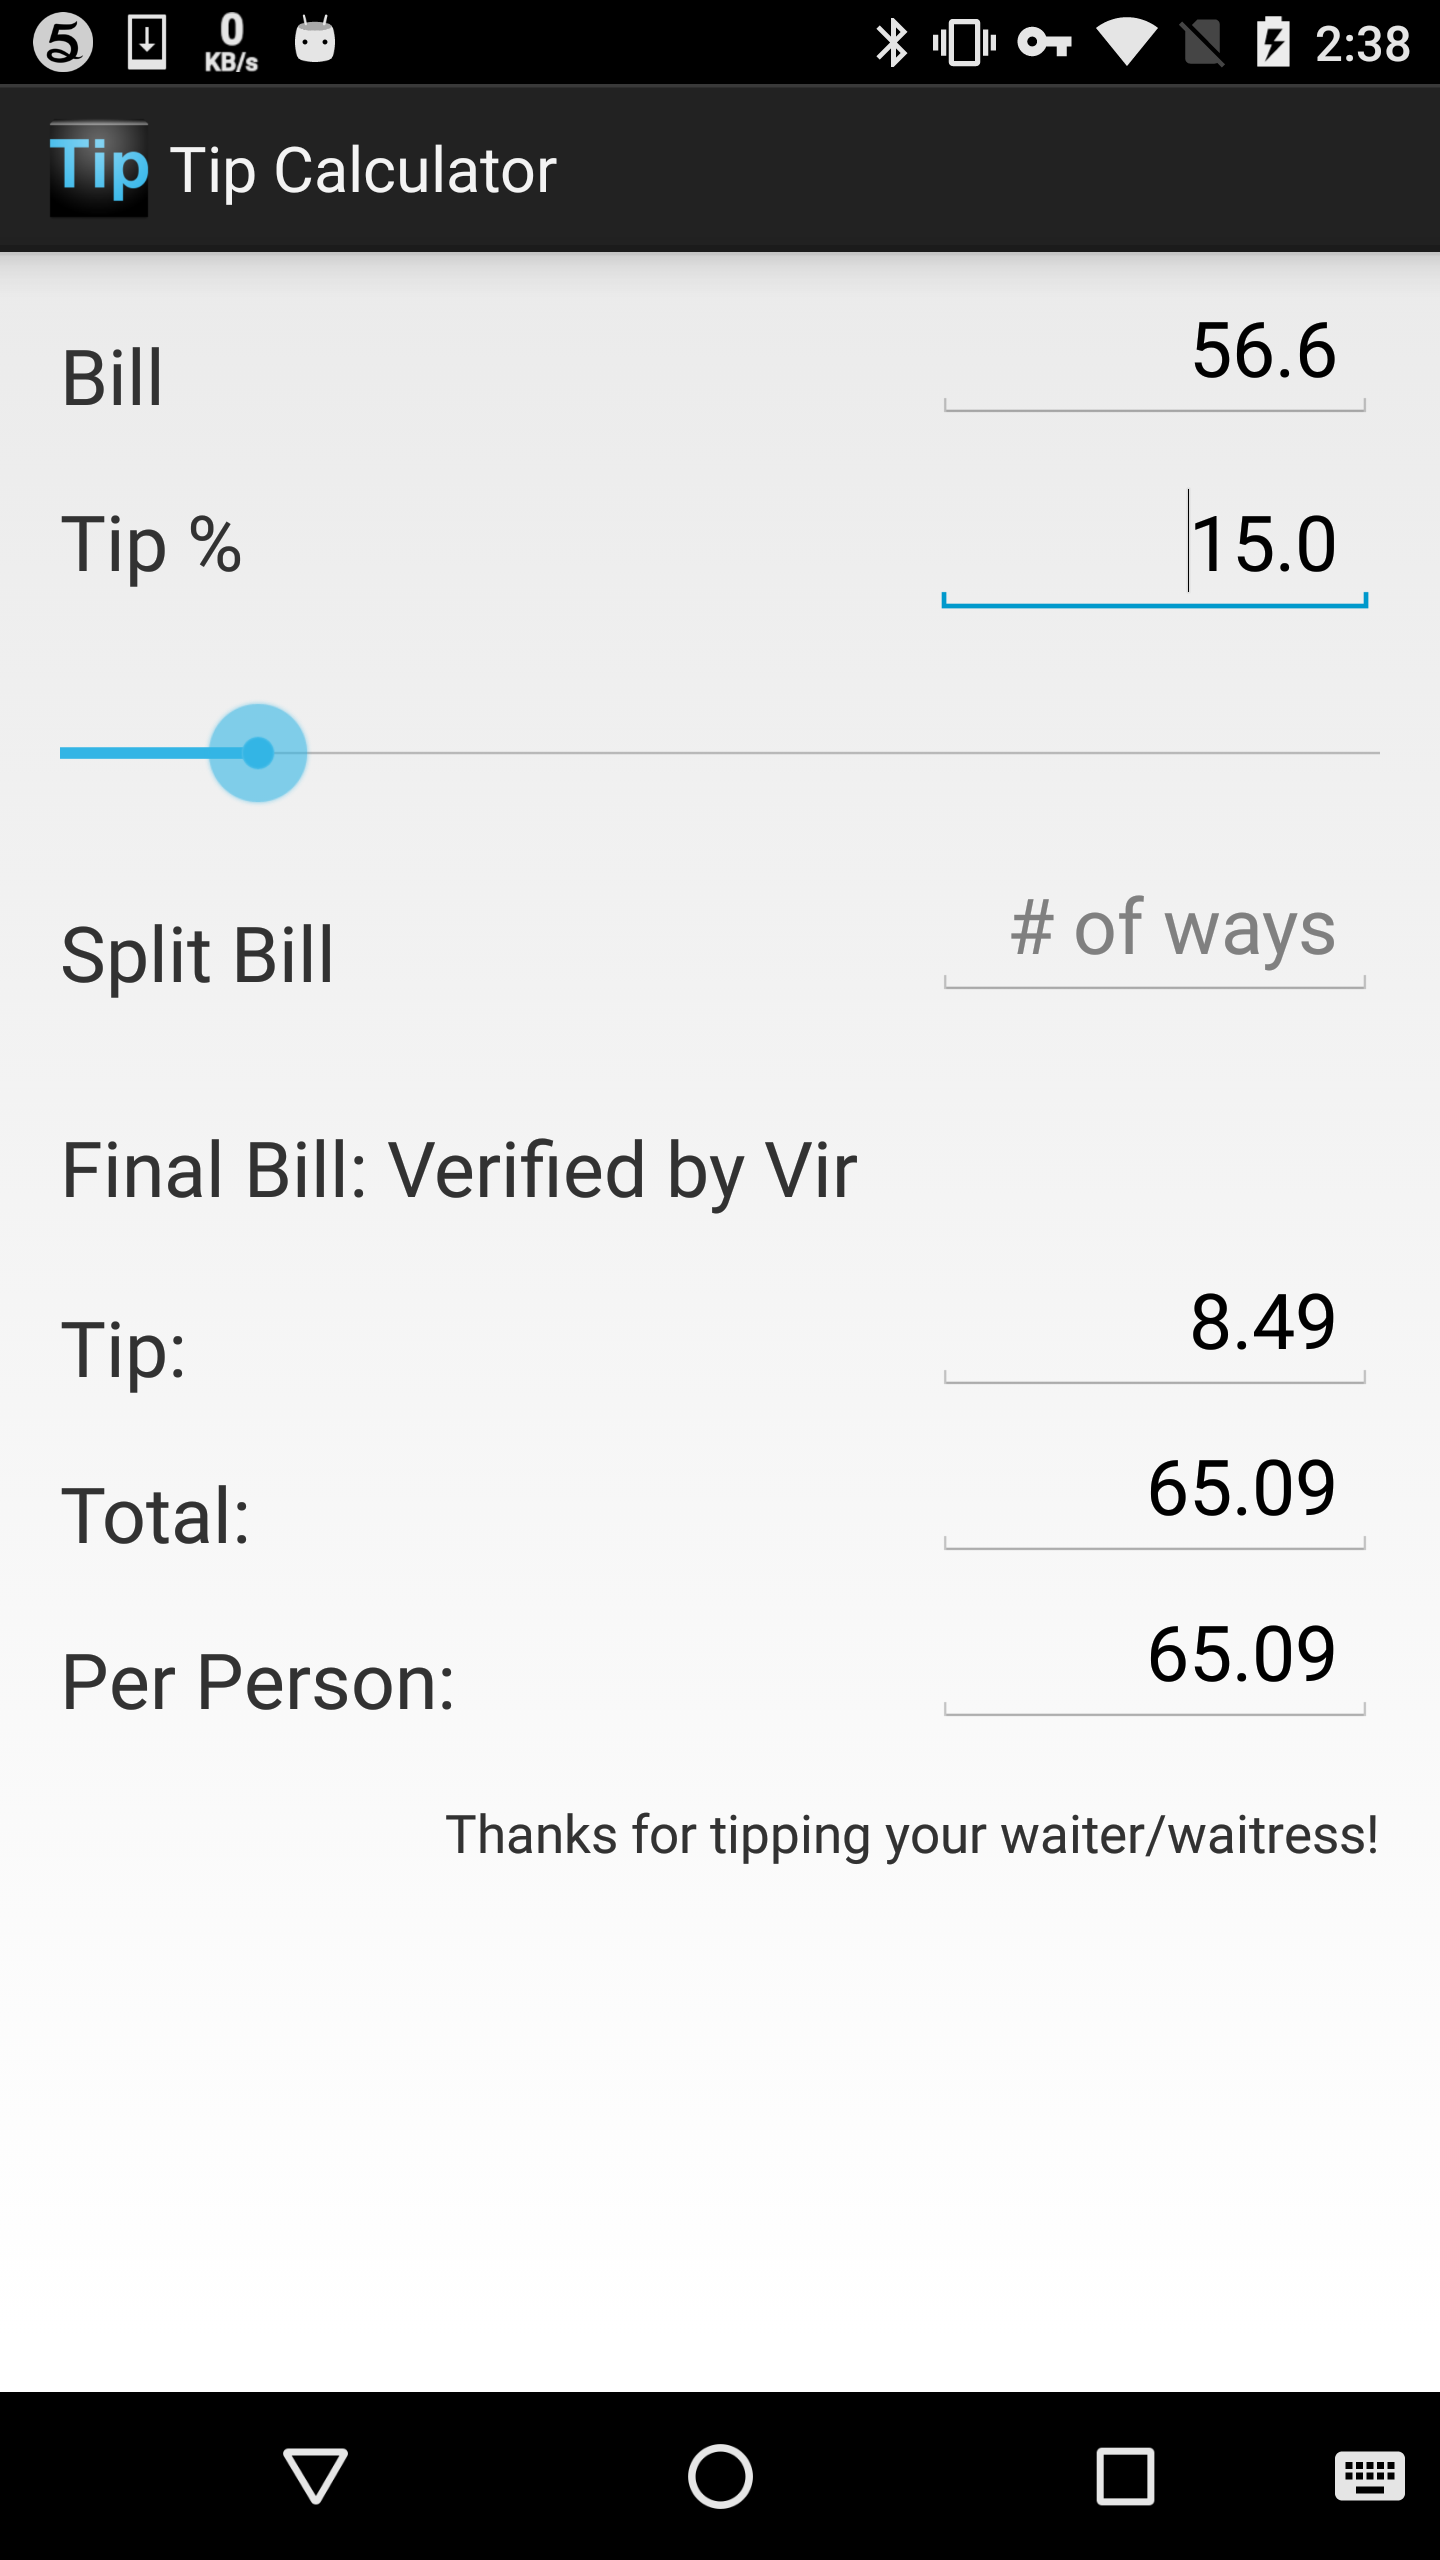 5 0 KB/s 2:38
Tip Tip Calculator
Bill 56.6
Tip % 15.0
Split Bill # of ways
Final Bill: Verified by Vir
Tip: 8.49
Total: 65.09
Per Person: 65.09
Thanks for tipping your waiter/waitress!